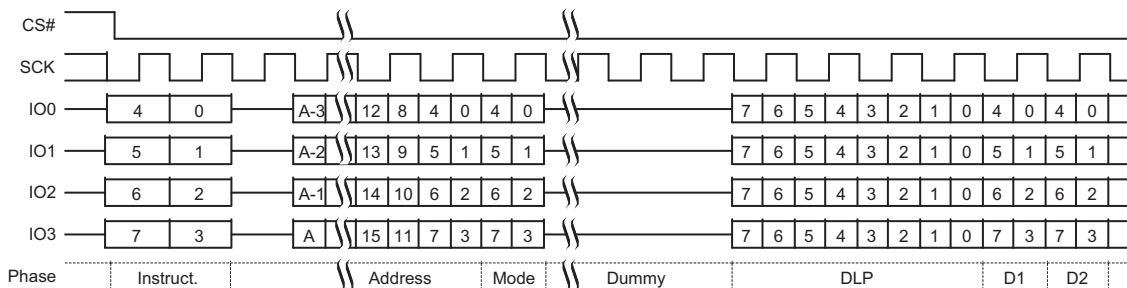 CS#
SCK
IO0 4 0 A-3 12 8 4 0 4 0 7 6 5 4 3 2 1 0 4 0 4 0
IO1 5 1 A-2 13 9 5 1 5 1 7 6 5 4 3 2 1 0 5 1 5 1
IO2 6 2 A-1 14 10 6 2 6 2 7 6 5 4 3 2 1 0 6 2 6 2
IO3 7 3 A 15 11 7 3 7 3 7 6 5 4 3 2 1 0 7 3 7 3
Phase Instruct. Address Mode Dummy DLP D1 D2